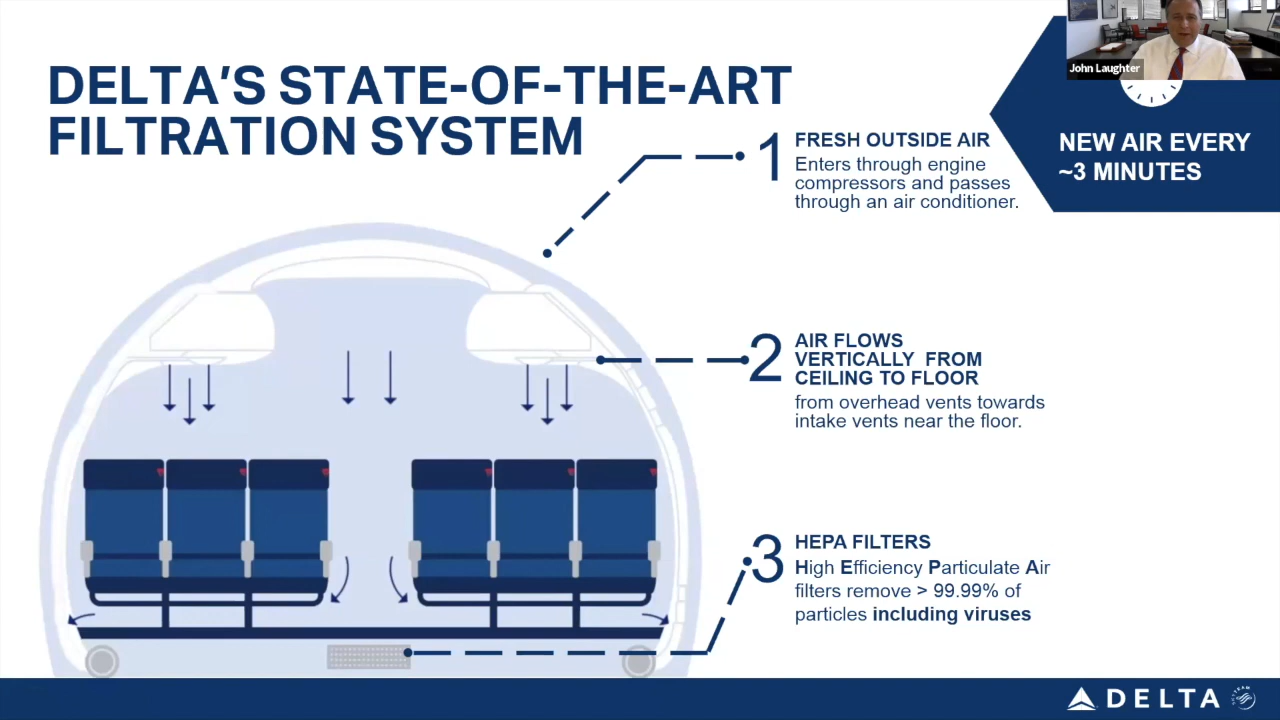 DELTA'S STATE-OF-THE-ART
FILTRATION SYSTEM
John Laughter
NEW AIR EVERY
~3 MINUTES
1
FRESH OUTSIDE AIR
Enters through engine
compressors and passes
through an air conditioner.
2
AIR FLOWS
VERTICALLY FROM
CEILING TO FLOOR
from overhead vents towards
intake vents near the floor.
3
HEPA FILTERS
High Efficiency Particulate Air
filters remove > 99.99% of
particles including viruses
DELTA